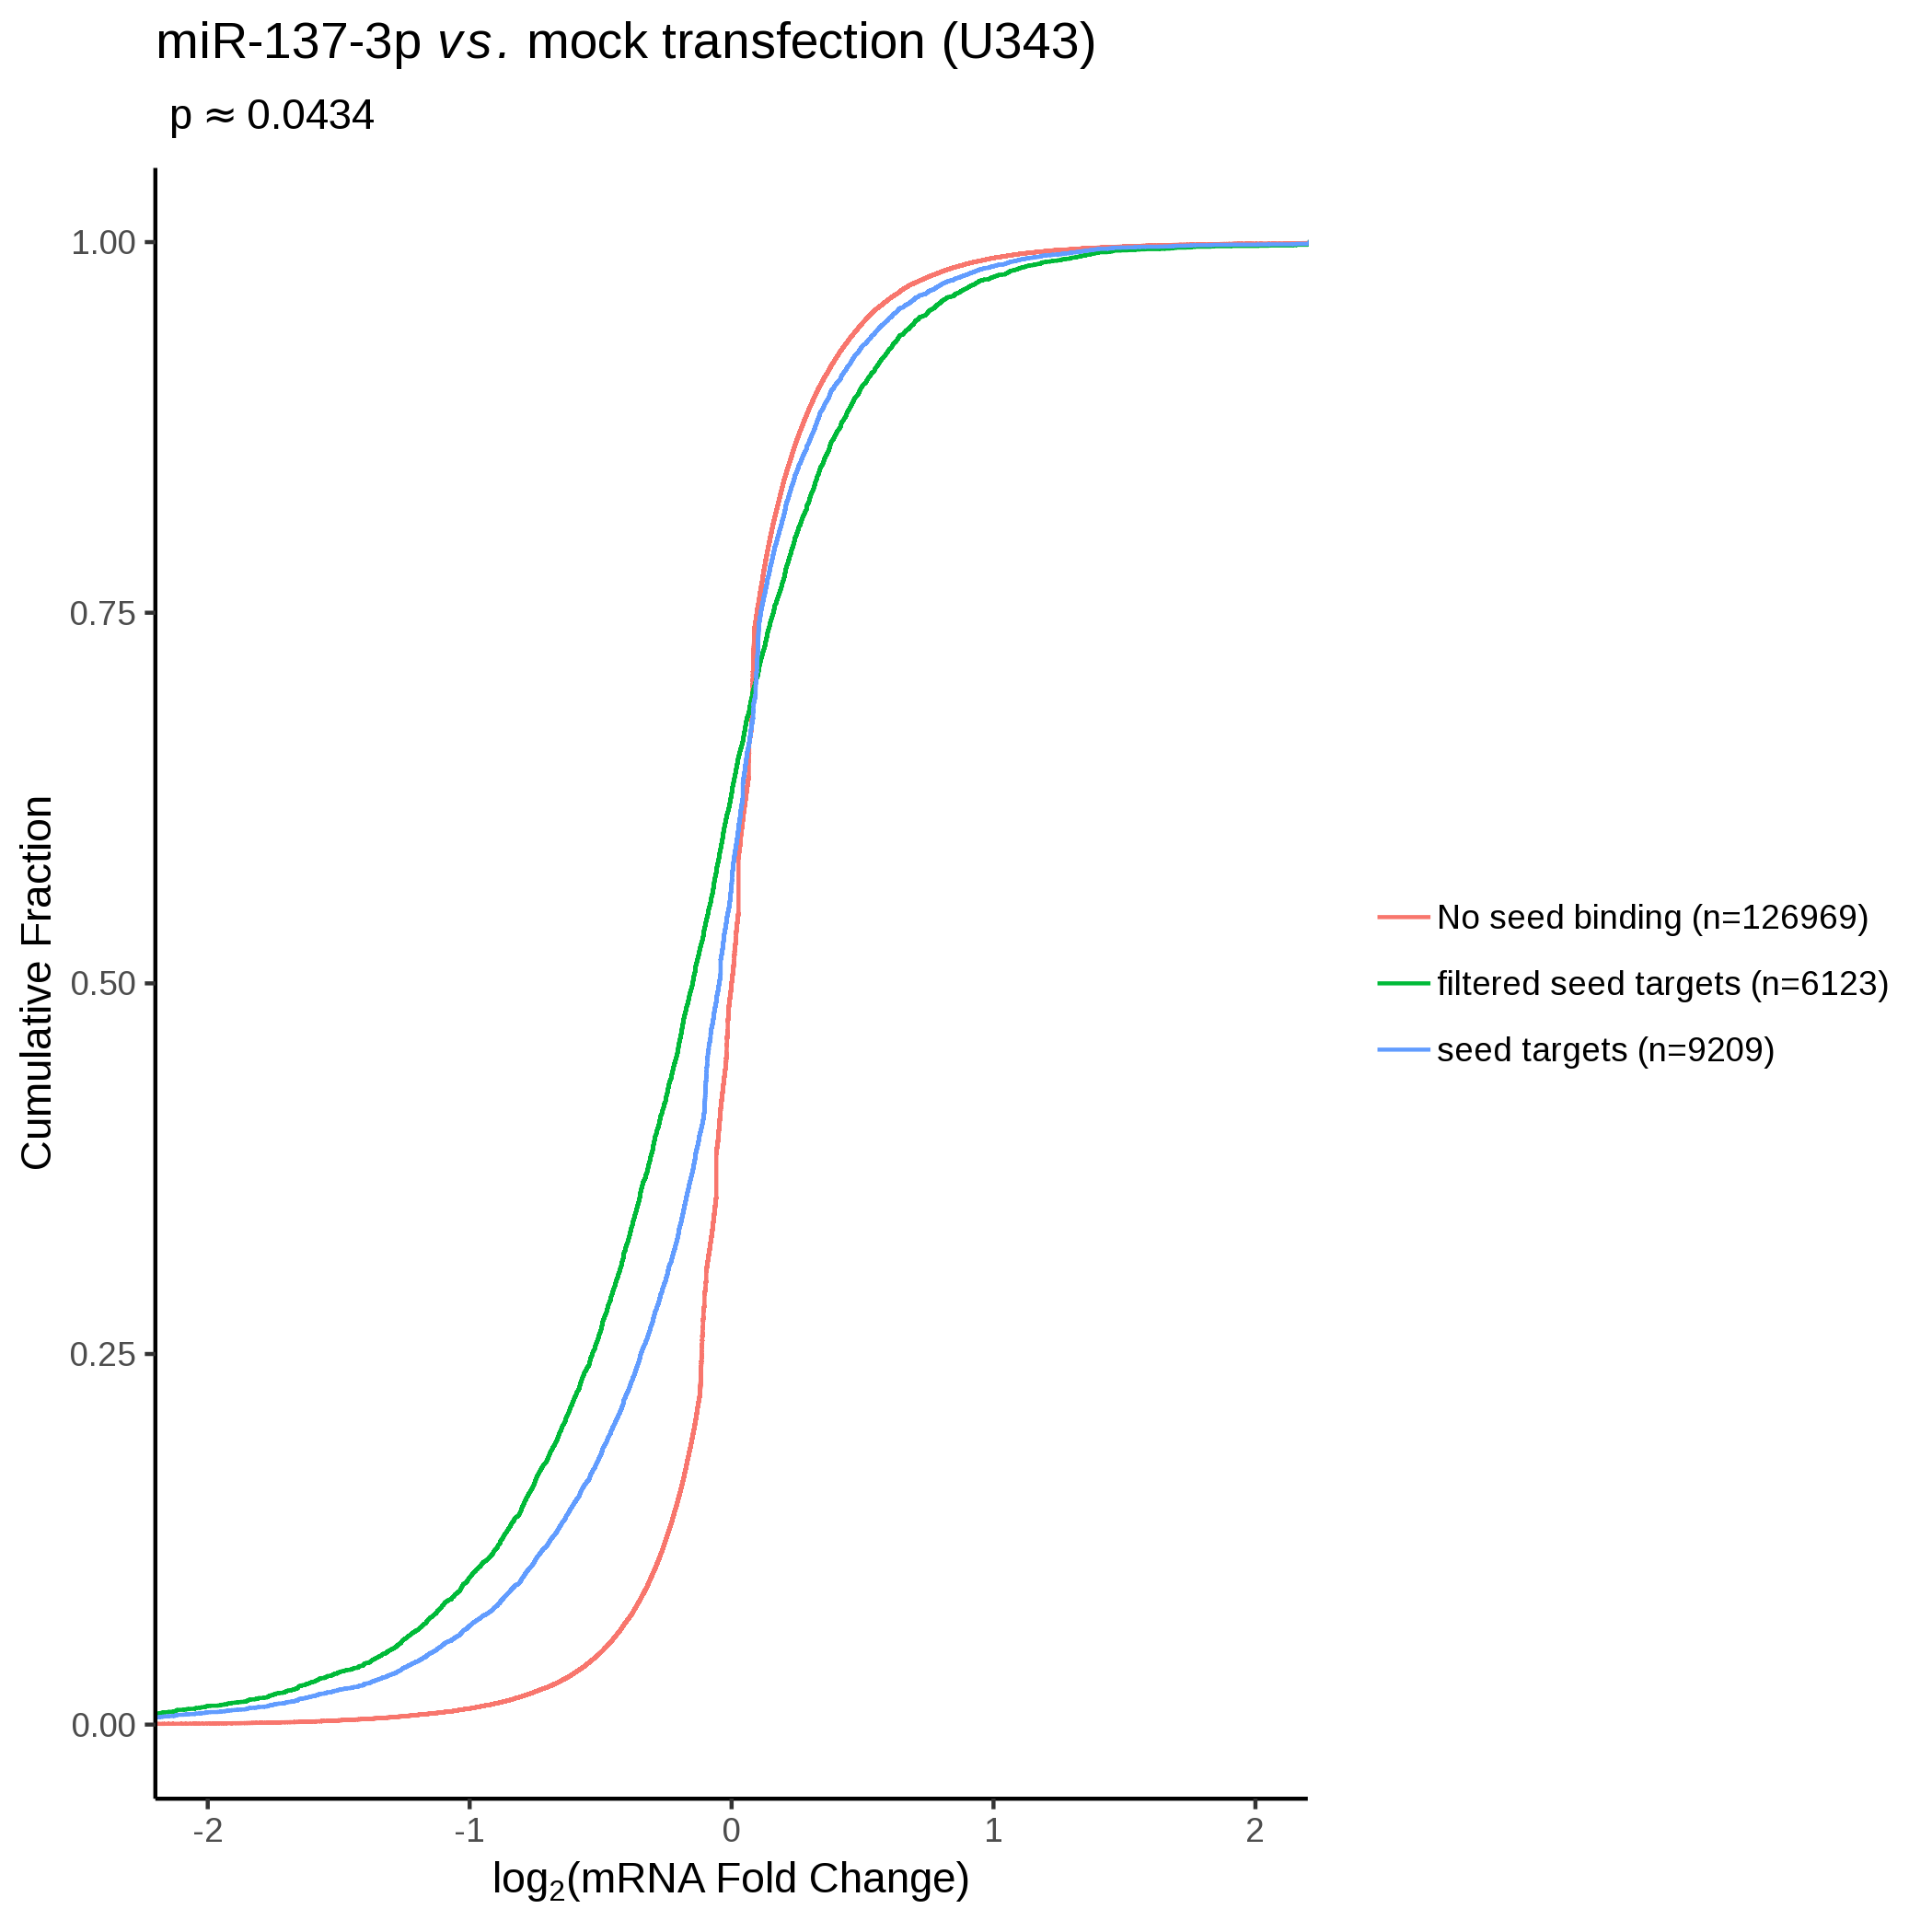 miR-137-3p vs. mock transfection (U343)
p ≈ 0.0434
1.00
0.75
0.50
0.25
0.00
Cumulative Fraction
-2 -1 0 1 2
log₂(mRNA Fold Change)
No seed binding (n=126969)
filtered seed targets (n=6123)
seed targets (n=9209)